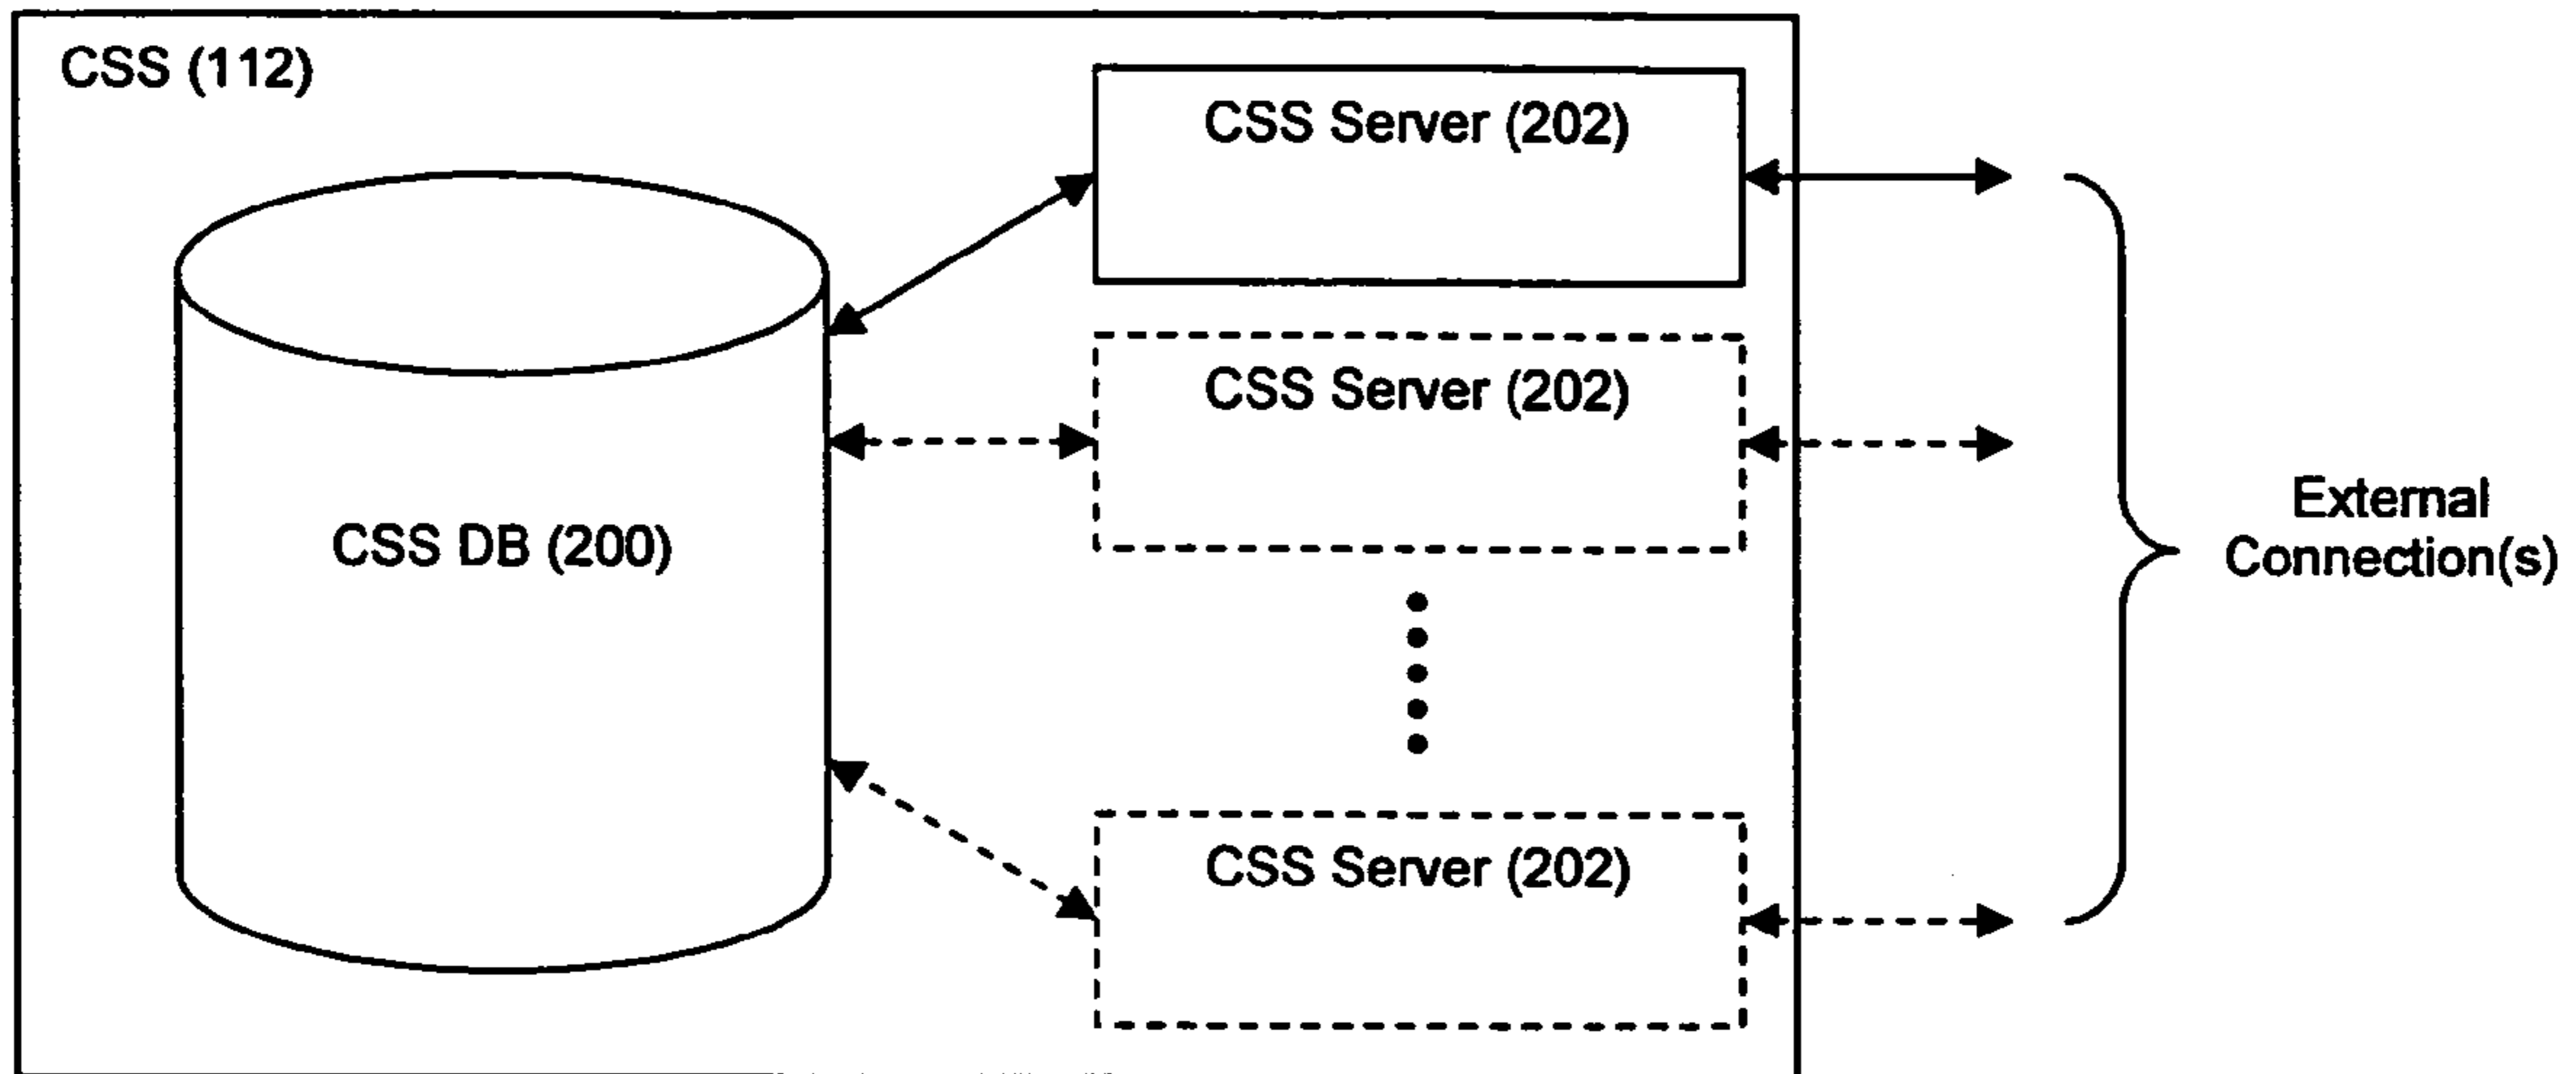 CSS (112)
CSS Server (202)
CSS Server (202)
CSS DB (200)
External
Connection(s)
CSS Server (202)